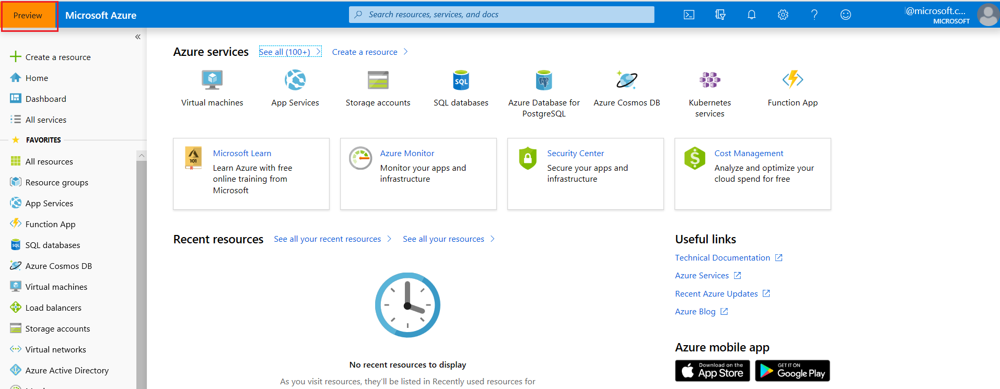 Preview
Microsoft Azure
Search resources, services, and docs
@microsoft.c...
MICROSOFT
Create a resource
Home
Dashboard
All services
FAVORITES
All resources
Resource groups
App Services
Function App
SQL databases
Azure Cosmos DB
Virtual machines
Load balancers
Storage accounts
Virtual networks
Azure Active Directory
Azure services
See all (100+)
Create a resource
Virtual machines
App Services
Storage accounts
SQL
SQL databases
Azure Database for
PostgreSQL
Azure Cosmos DB
Kubernetes
services
Function App
101
Microsoft Learn
Learn Azure with free
online training from
Microsoft
Azure Monitor
Monitor your apps and
infrastructure
Security Center
Secure your apps and
infrastructure
Cost Management
Analyze and optimize your
cloud spend for free
Recent resources
See all your recent resources
See all your resources
No recent resources to display
As you visit resources, they'll be listed in Recently used resources for
Useful links
Technical Documentation
Azure Services
Recent Azure Updates
Azure Blog
Azure mobile app
Download on the
App Store
GET IT ON
Google Play